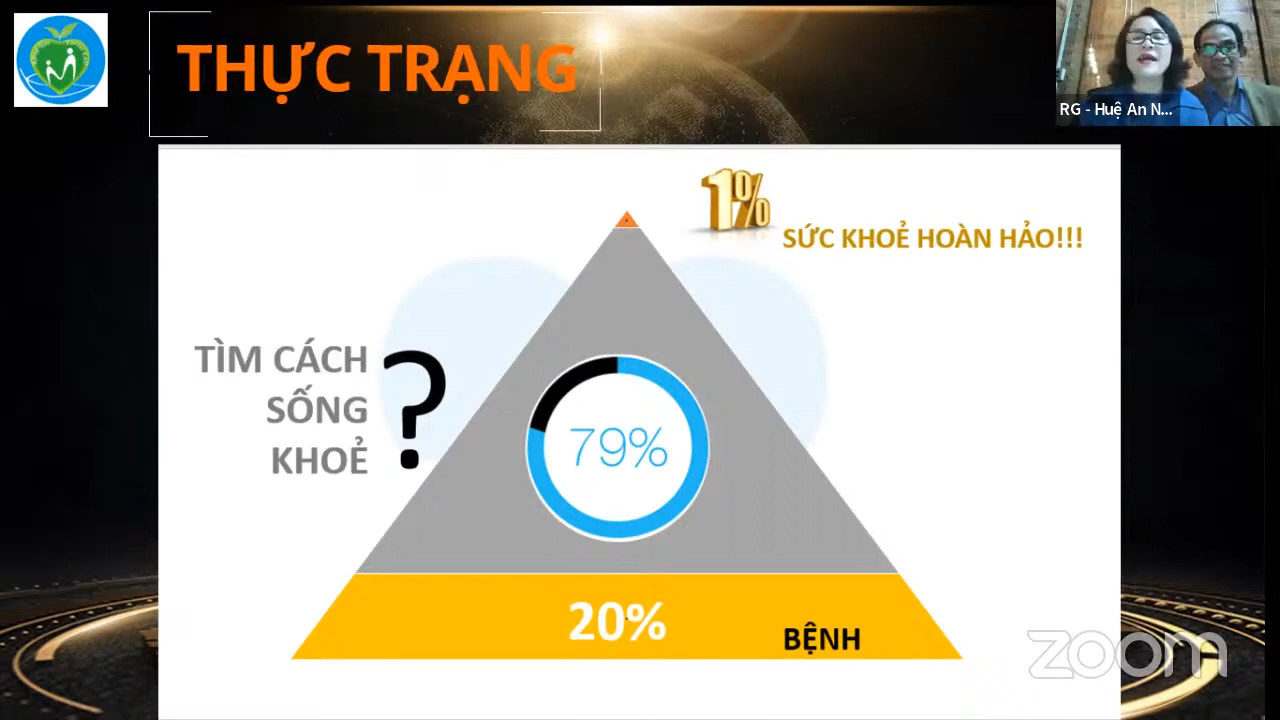 THỰC TRẠNG
RG - Huệ An N...
1%
SỨC KHOẺ HOÀN HẢO!!!
TÌM CÁCH
SỐNG
KHOẺ
?
79%
20%
BỆNH
zoom